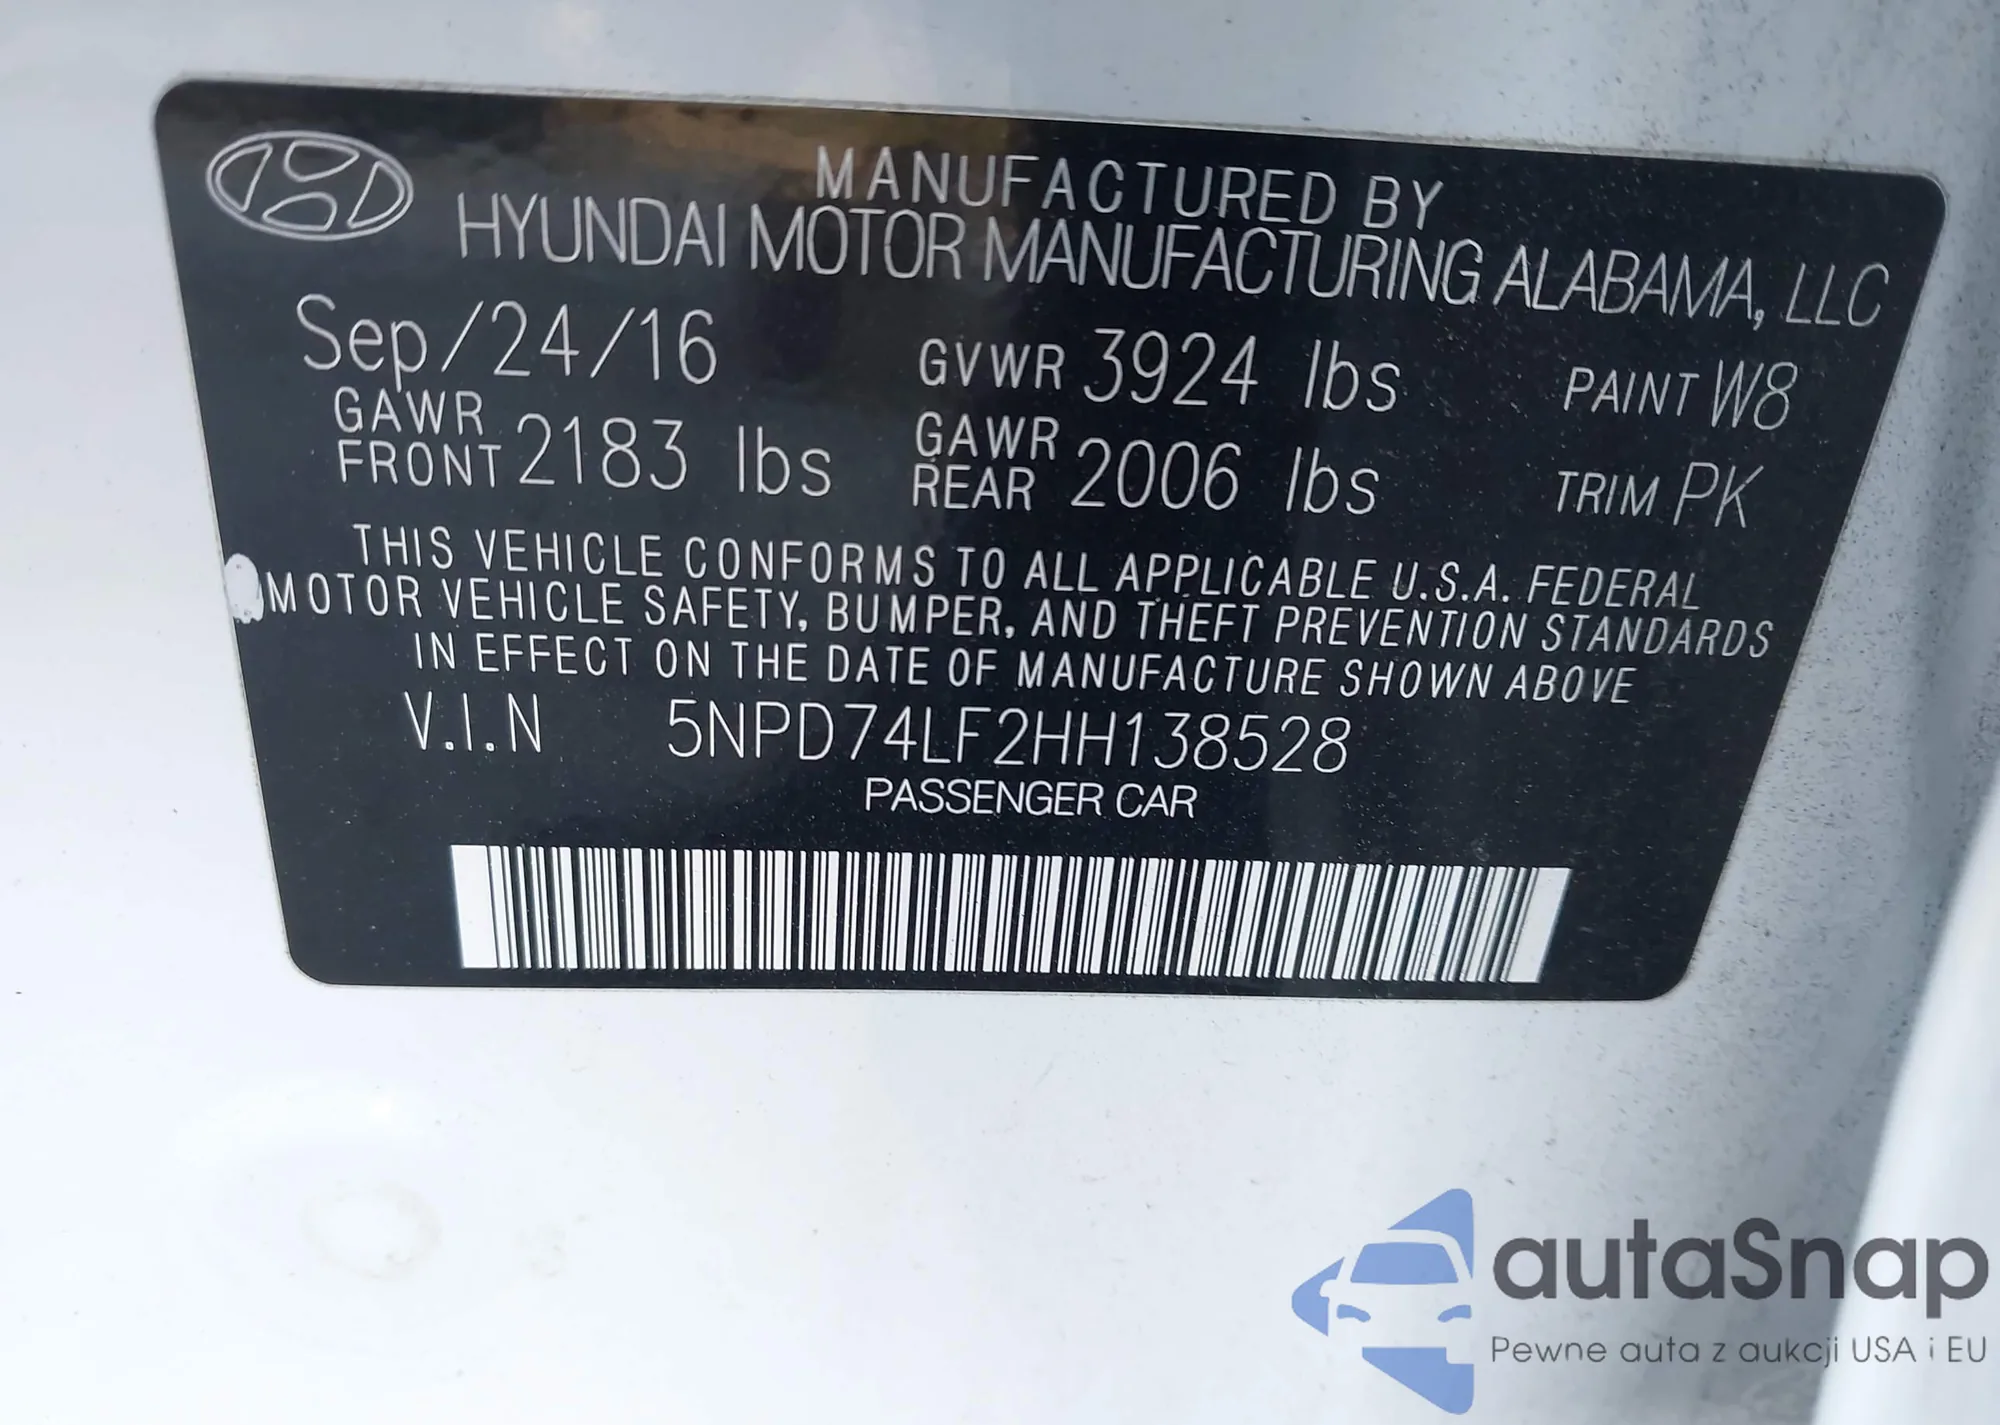 MANUFACTURED BY
HYUNDAI MOTOR MANUFACTURING ALABAMA, LLC
Sep/24/16 GVWR 3924 lbs PAINT W8
GAWR FRONT 2183 lbs GAWR REAR 2006 lbs TRIM PK
THIS VEHICLE CONFORMS TO ALL APPLICABLE U.S.A. FEDERAL
MOTOR VEHICLE SAFETY, BUMPER, AND THEFT PREVENTION STANDARDS
IN EFFECT ON THE DATE OF MANUFACTURE SHOWN ABOVE
V.I.N 5NPD74LF2HH138528
PASSENGER CAR
autaSnap
Pewne auta z aukcji USA i EU